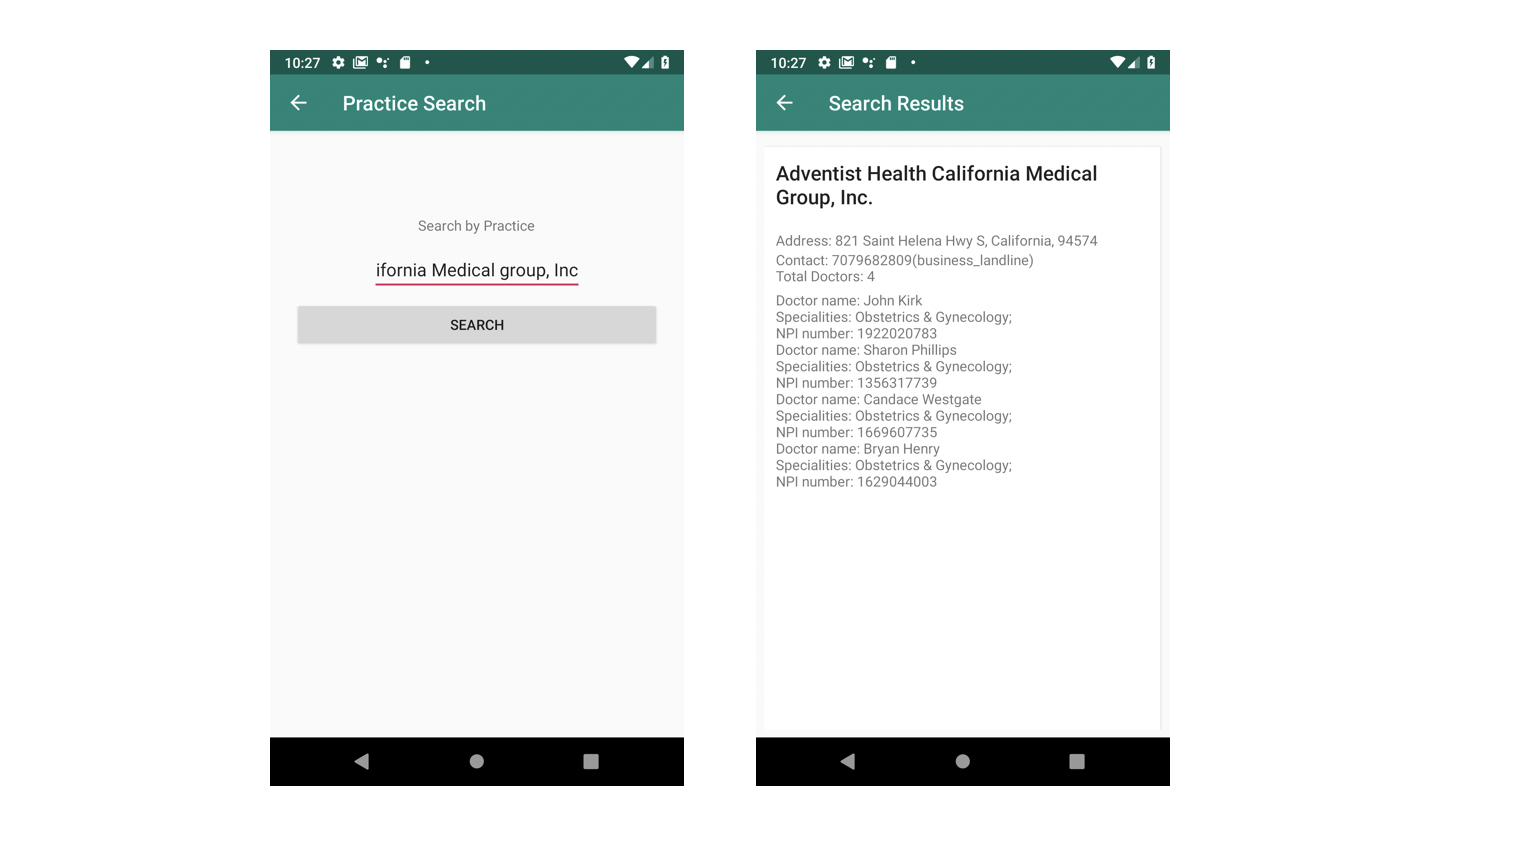 10:27
Practice Search
Search by Practice
ifornia Medical group, Inc
SEARCH
10:27
Search Results
Adventist Health California Medical
Group, Inc.
Address: 821 Saint Helena Hwy S, California, 94574
Contact: 7079682809(business_landline)
Total Doctors: 4
Doctor name: John Kirk
Specialities: Obstetrics & Gynecology;
NPI number: 1922020783
Doctor name: Sharon Phillips
Specialities: Obstetrics & Gynecology;
NPI number: 1356317739
Doctor name: Candace Westgate
Specialities: Obstetrics & Gynecology;
NPI number: 1669607735
Doctor name: Bryan Henry
Specialities: Obstetrics & Gynecology;
NPI number: 1629044003